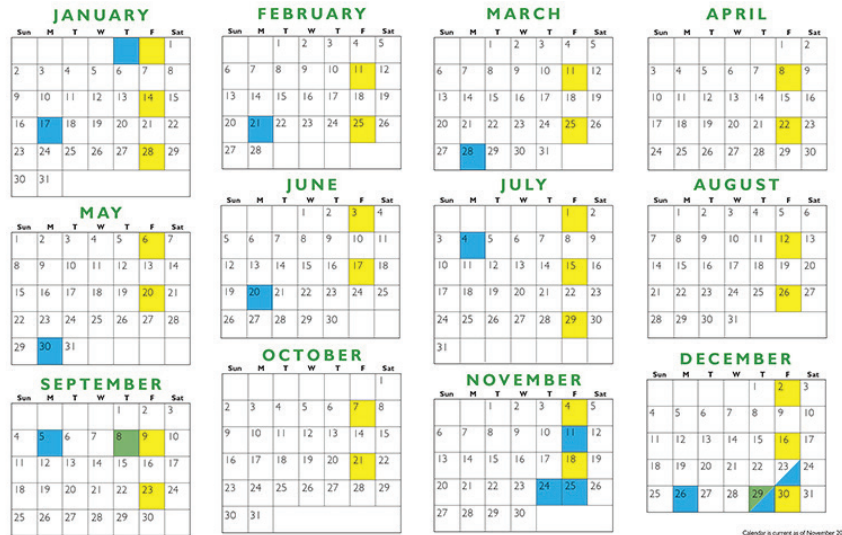 JANUARY
Sun M T W T F Sat
1
2 3 4 5 6 7 8
9 10 11 12 13 14 15
16 17 18 19 20 21 22
23 24 25 26 27 28 29
30 31
FEBRUARY
Sun M T W T F Sat
1 2 3 4 5
6 7 8 9 10 11 12
13 14 15 16 17 18 19
20 21 22 23 24 25 26
27 28
MARCH
Sun M T W T F Sat
1 2 3 4 5
6 7 8 9 10 11 12
13 14 15 16 17 18 19
20 21 22 23 24 25 26
27 28 29 30 31
APRIL
Sun M T W T F Sat
1 2
3 4 5 6 7 8 9
10 11 12 13 14 15 16
17 18 19 20 21 22 23
24 25 26 27 28 29 30
MAY
Sun M T W T F Sat
1 2 3 4 5 6 7
8 9 10 11 12 13 14
15 16 17 18 19 20 21
22 23 24 25 26 27 28
29 30 31
JUNE
Sun M T W T F Sat
1 2 3 4
5 6 7 8 9 10 11
12 13 14 15 16 17 18
19 20 21 22 23 24 25
26 27 28 29 30
JULY
Sun M T W T F Sat
1 2
3 4 5 6 7 8 9
10 11 12 13 14 15 16
17 18 19 20 21 22 23
24 25 26 27 28 29 30
31
AUGUST
Sun M T W T F Sat
1 2 3 4 5 6
7 8 9 10 11 12 13
14 15 16 17 18 19 20
21 22 23 24 25 26 27
28 29 30 31
SEPTEMBER
Sun M T W T F Sat
1 2 3
4 5 6 7 8 9 10
11 12 13 14 15 16 17
18 19 20 21 22 23 24
25 26 27 28 29 30
OCTOBER
Sun M T W T F Sat
1
2 3 4 5 6 7 8
9 10 11 12 13 14 15
16 17 18 19 20 21 22
23 24 25 26 27 28 29
30 31
NOVEMBER
Sun M T W T F Sat
1 2 3 4 5
6 7 8 9 10 11 12
13 14 15 16 17 18 19
20 21 22 23 24 25 26
27 28 29 30
DECEMBER
Sun M T W T F Sat
1 2 3
4 5 6 7 8 9 10
11 12 13 14 15 16 17
18 19 20 21 22 23 24
25 26 27 28 29 30 31
Calendar is current as of November 20